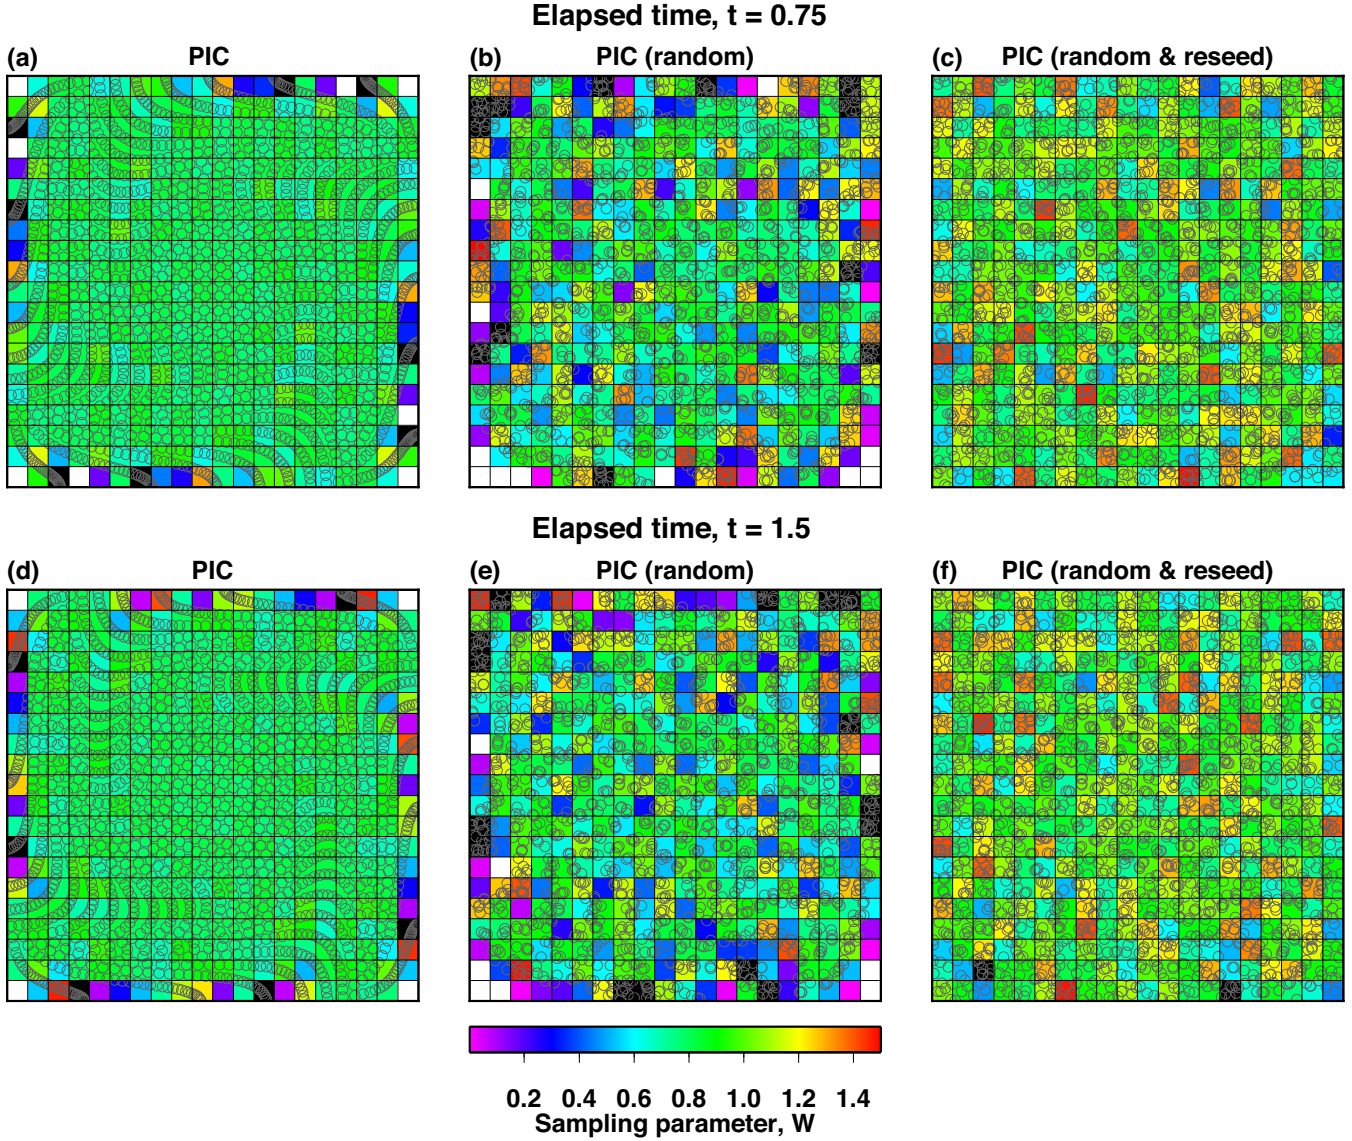 Elapsed time, t = 0.75
(a) PIC
(b) PIC (random)
(c) PIC (random & reseed)
Elapsed time, t = 1.5
(d) PIC
(e) PIC (random)
(f) PIC (random & reseed)
0.2 0.4 0.6 0.8 1.0 1.2 1.4
Sampling parameter, W